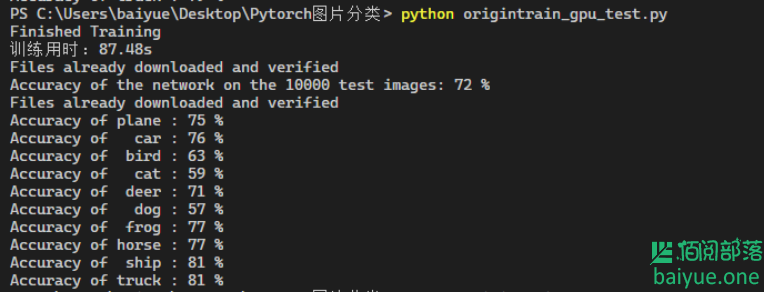 PS C:\Users\baiyue\Desktop\Pytorch图片分类> python origintrain_gpu_test.py
Finished Training
训练用时：87.48s
Files already downloaded and verified
Accuracy of the network on the 10000 test images: 72 %
Files already downloaded and verified
Accuracy of plane : 75 %
Accuracy of   car : 76 %
Accuracy of  bird : 63 %
Accuracy of   cat : 59 %
Accuracy of  deer : 71 %
Accuracy of   dog : 57 %
Accuracy of  frog : 77 %
Accuracy of horse : 77 %
Accuracy of  ship : 81 %
Accuracy of truck : 81 %
佰阅部落
baiyue.one